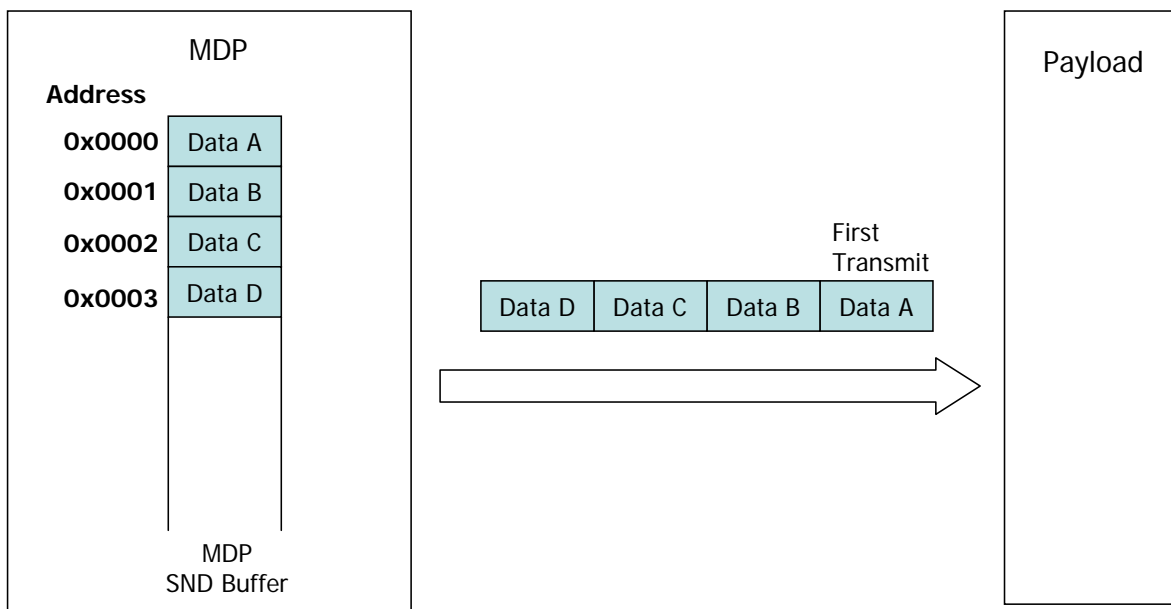 MDP
Address
0x0000 Data A
0x0001 Data B
0x0002 Data C
0x0003 Data D
MDP
SND Buffer
First
Transmit
Data D Data C Data B Data A
Payload